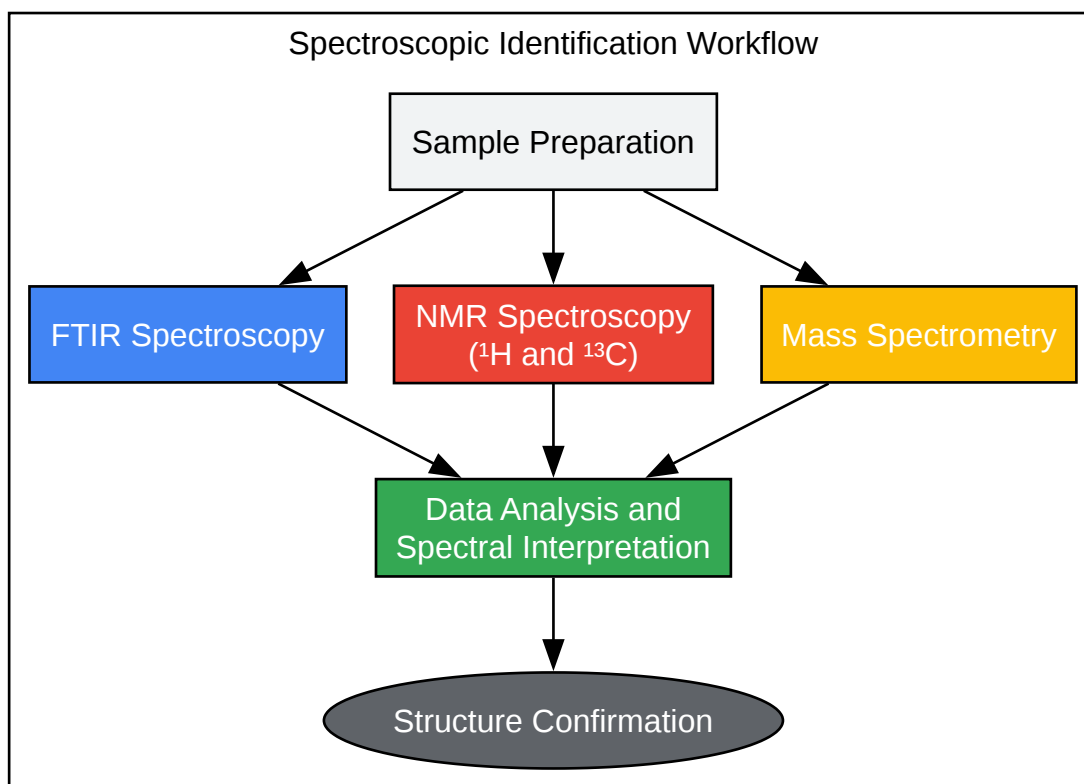 Spectroscopic Identification Workflow
Sample Preparation
FTIR Spectroscopy
NMR Spectroscopy
(¹H and ¹³C)
Mass Spectrometry
Data Analysis and
Spectral Interpretation
Structure Confirmation